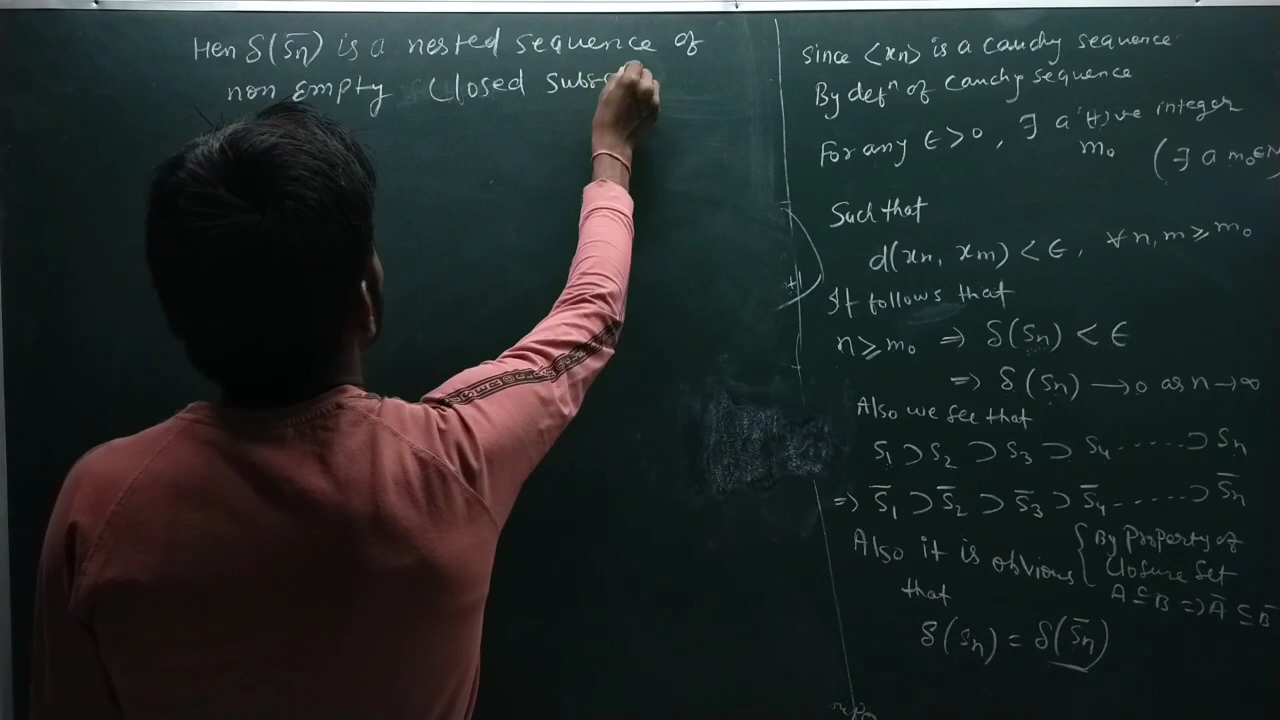 Hen δ(S̄n) is a nested sequence of
non empty closed subs
Since <xn> is a cauchy sequence
By defⁿ of cauchy sequence
For any ϵ > 0, ∃ a (+)ve integer
m₀ (∃ a m₀ ∈ N)
Such that
d(xn, xm) < ϵ, ∀ n, m ≥ m₀
It follows that
n ≥ m₀ ⇒ δ(Sn) < ϵ
⇒ δ(Sn) → 0 as n → ∞
Also we see that
S₁ ⊃ S₂ ⊃ S₃ ⊃ S₄ ...... ⊃ Sn
⇒ S̄₁ ⊃ S̄₂ ⊃ S̄₃ ⊃ S̄₄ ...... ⊃ S̄n
Also it is obvious { By Property of
that closure set
A ⊆ B ⇒ Ā ⊆ B̄
δ(Sn) = δ(S̄n)